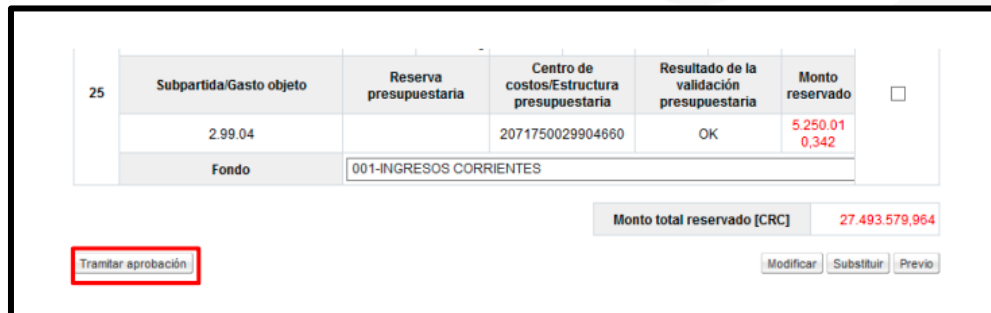 25
Subpartida/Gasto objeto
Reserva
presupuestaria
Centro de
costos/Estructura
presupuestaria
Resultado de la
validación
presupuestaria
Monto
reservado
2.99.04
2071750029904660
OK
5.250.01
0,342
Fondo
001-INGRESOS CORRIENTES
Monto total reservado [CRC]
27.493.579,964
Tramitar aprobación
Modificar
Substituir
Previo